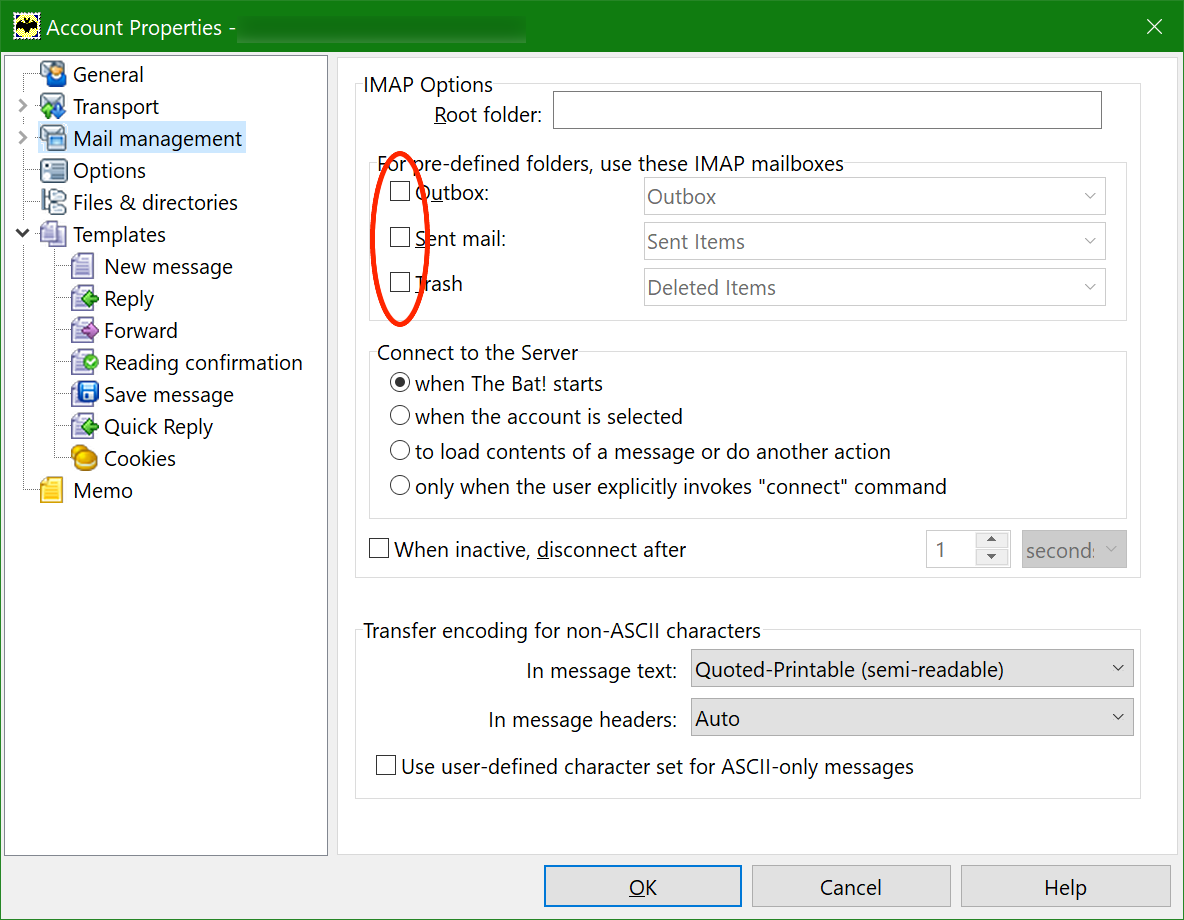 Account Properties -
General
Transport
Mail management
Options
Files & directories
Templates
New message
Reply
Forward
Reading confirmation
Save message
Quick Reply
Cookies
Memo
IMAP Options
Root folder:
For pre-defined folders, use these IMAP mailboxes
Outbox: Outbox
Sent mail: Sent Items
Trash Deleted Items
Connect to the Server
when The Bat! starts
when the account is selected
to load contents of a message or do another action
only when the user explicitly invokes "connect" command
When inactive, disconnect after 1
Transfer encoding for non-ASCII characters
In message text: Quoted-Printable (semi-readable)
In message headers: Auto
Use user-defined character set for ASCII-only messages
OK Cancel Help